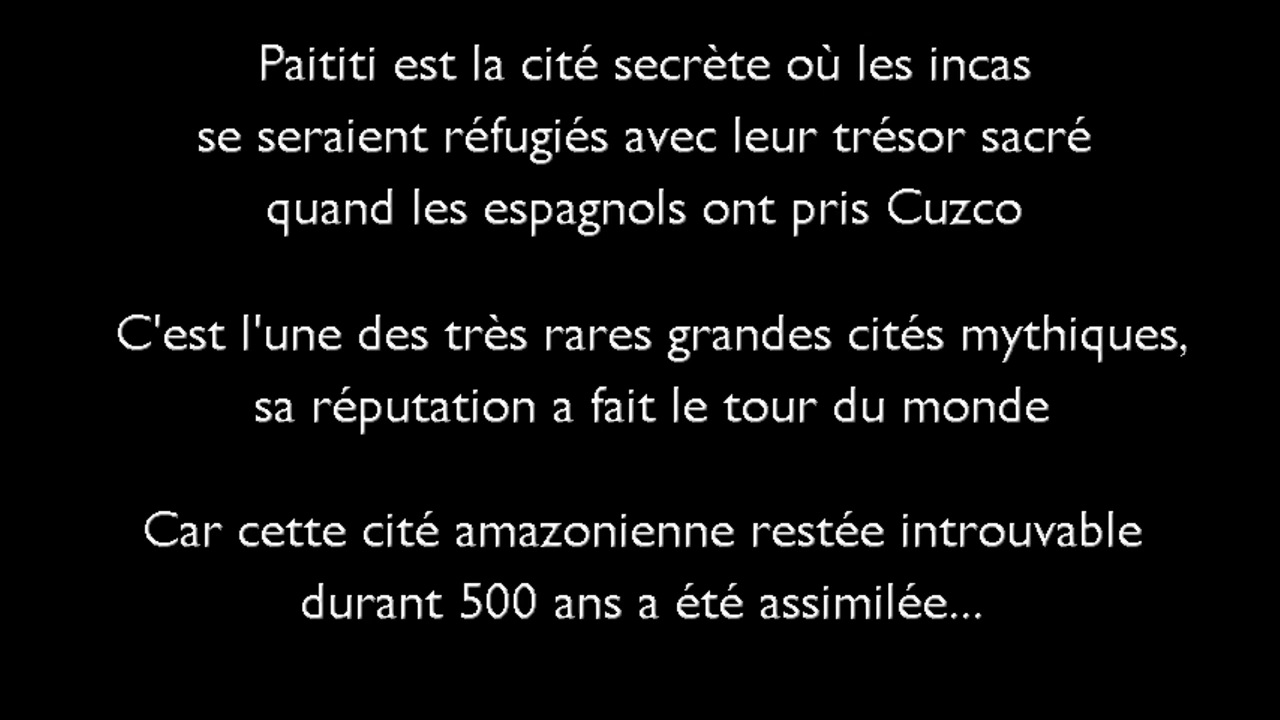 Paititi est la cité secrète où les incas
se seraient réfugiés avec leur trésor sacré
quand les espagnols ont pris Cuzco
C'est l'une des très rares grandes cités mythiques,
sa réputation a fait le tour du monde
Car cette cité amazonienne restée introuvable
durant 500 ans a été assimilée...